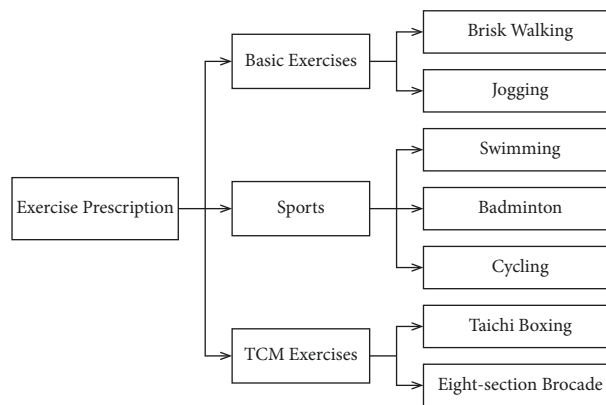 Exercise Prescription
Basic Exercises
Brisk Walking
Jogging
Sports
Swimming
Badminton
Cycling
TCM Exercises
Taichi Boxing
Eight-section Brocade